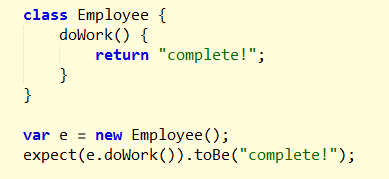 class Employee {
    doWork() {
        return "complete!";
    }
}

var e = new Employee();
expect(e.doWork()).toBe("complete!");